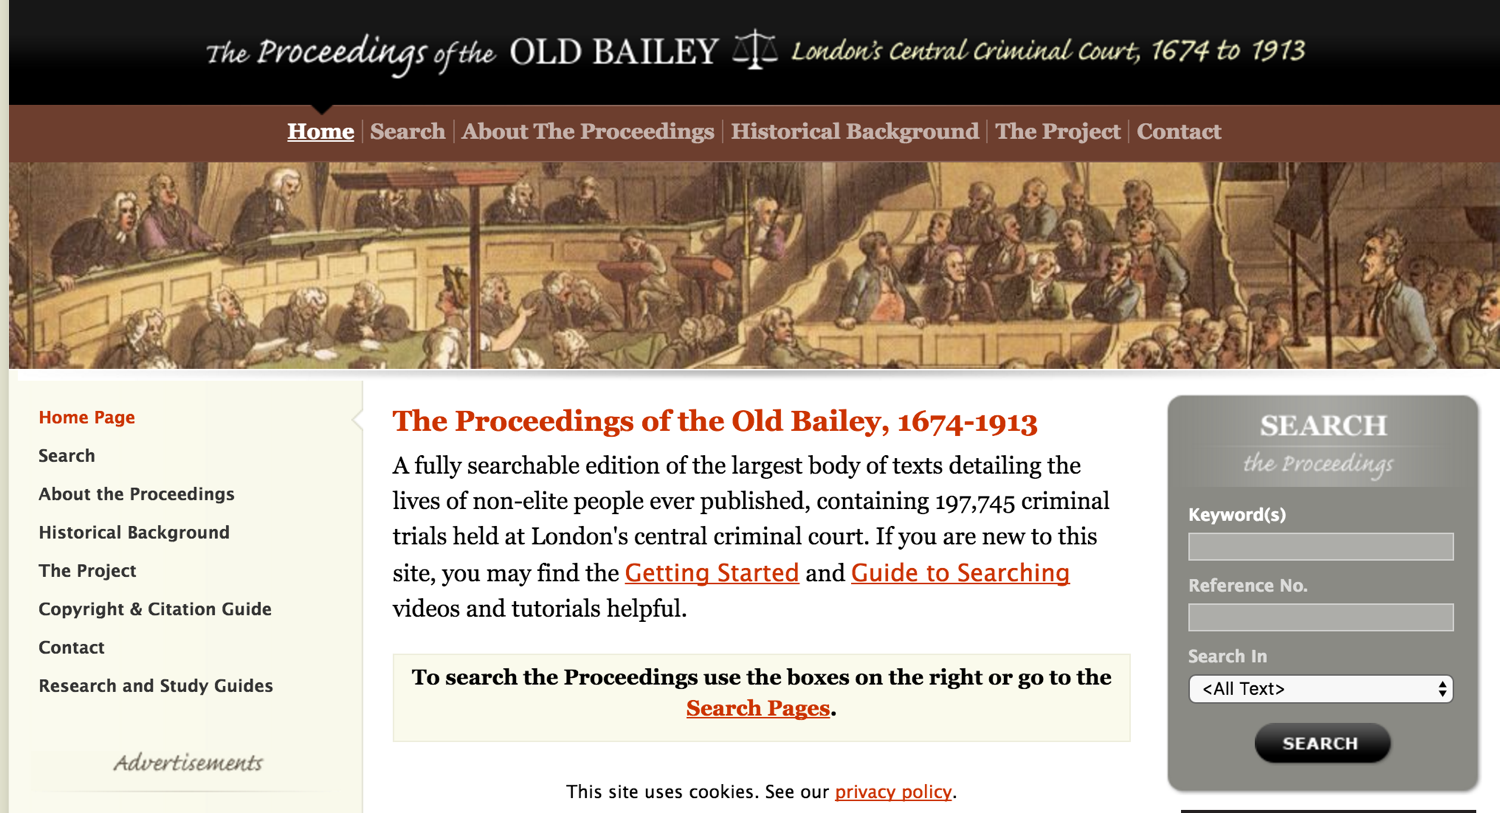 The Proceedings of the OLD BAILEY London's Central Criminal Court, 1674 to 1913
Home Search About The Proceedings Historical Background The Project Contact
Home Page
Search
About the Proceedings
Historical Background
The Project
Copyright & Citation Guide
Contact
Research and Study Guides
Advertisements
The Proceedings of the Old Bailey, 1674-1913
A fully searchable edition of the largest body of texts detailing the
lives of non-elite people ever published, containing 197,745 criminal
trials held at London's central criminal court. If you are new to this
site, you may find the Getting Started and Guide to Searching
videos and tutorials helpful.
To search the Proceedings use the boxes on the right or go to the
Search Pages.
This site uses cookies. See our privacy policy.
SEARCH
the Proceedings
Keyword(s)
Reference No.
Search In
<All Text>
SEARCH